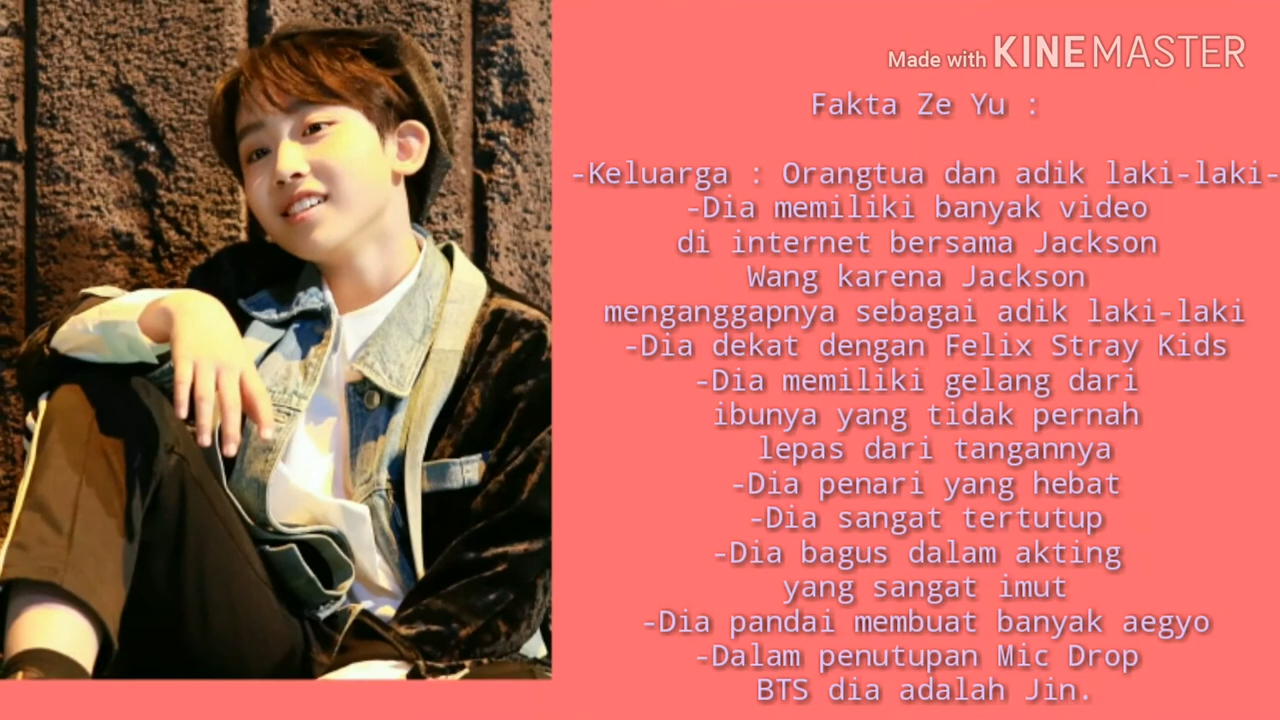 Made with KINEMASTER
Fakta Ze Yu :
-Keluarga : Orangtua dan adik laki-laki-
-Dia memiliki banyak video
di internet bersama Jackson
Wang karena Jackson
menganggapnya sebagai adik laki-laki
-Dia dekat dengan Felix Stray Kids
-Dia memiliki gelang dari
ibunya yang tidak pernah
lepas dari tangannya
-Dia penari yang hebat
-Dia sangat tertutup
-Dia bagus dalam akting
yang sangat imut
-Dia pandai membuat banyak aegyo
-Dalam penutupan Mic Drop
BTS dia adalah Jin.